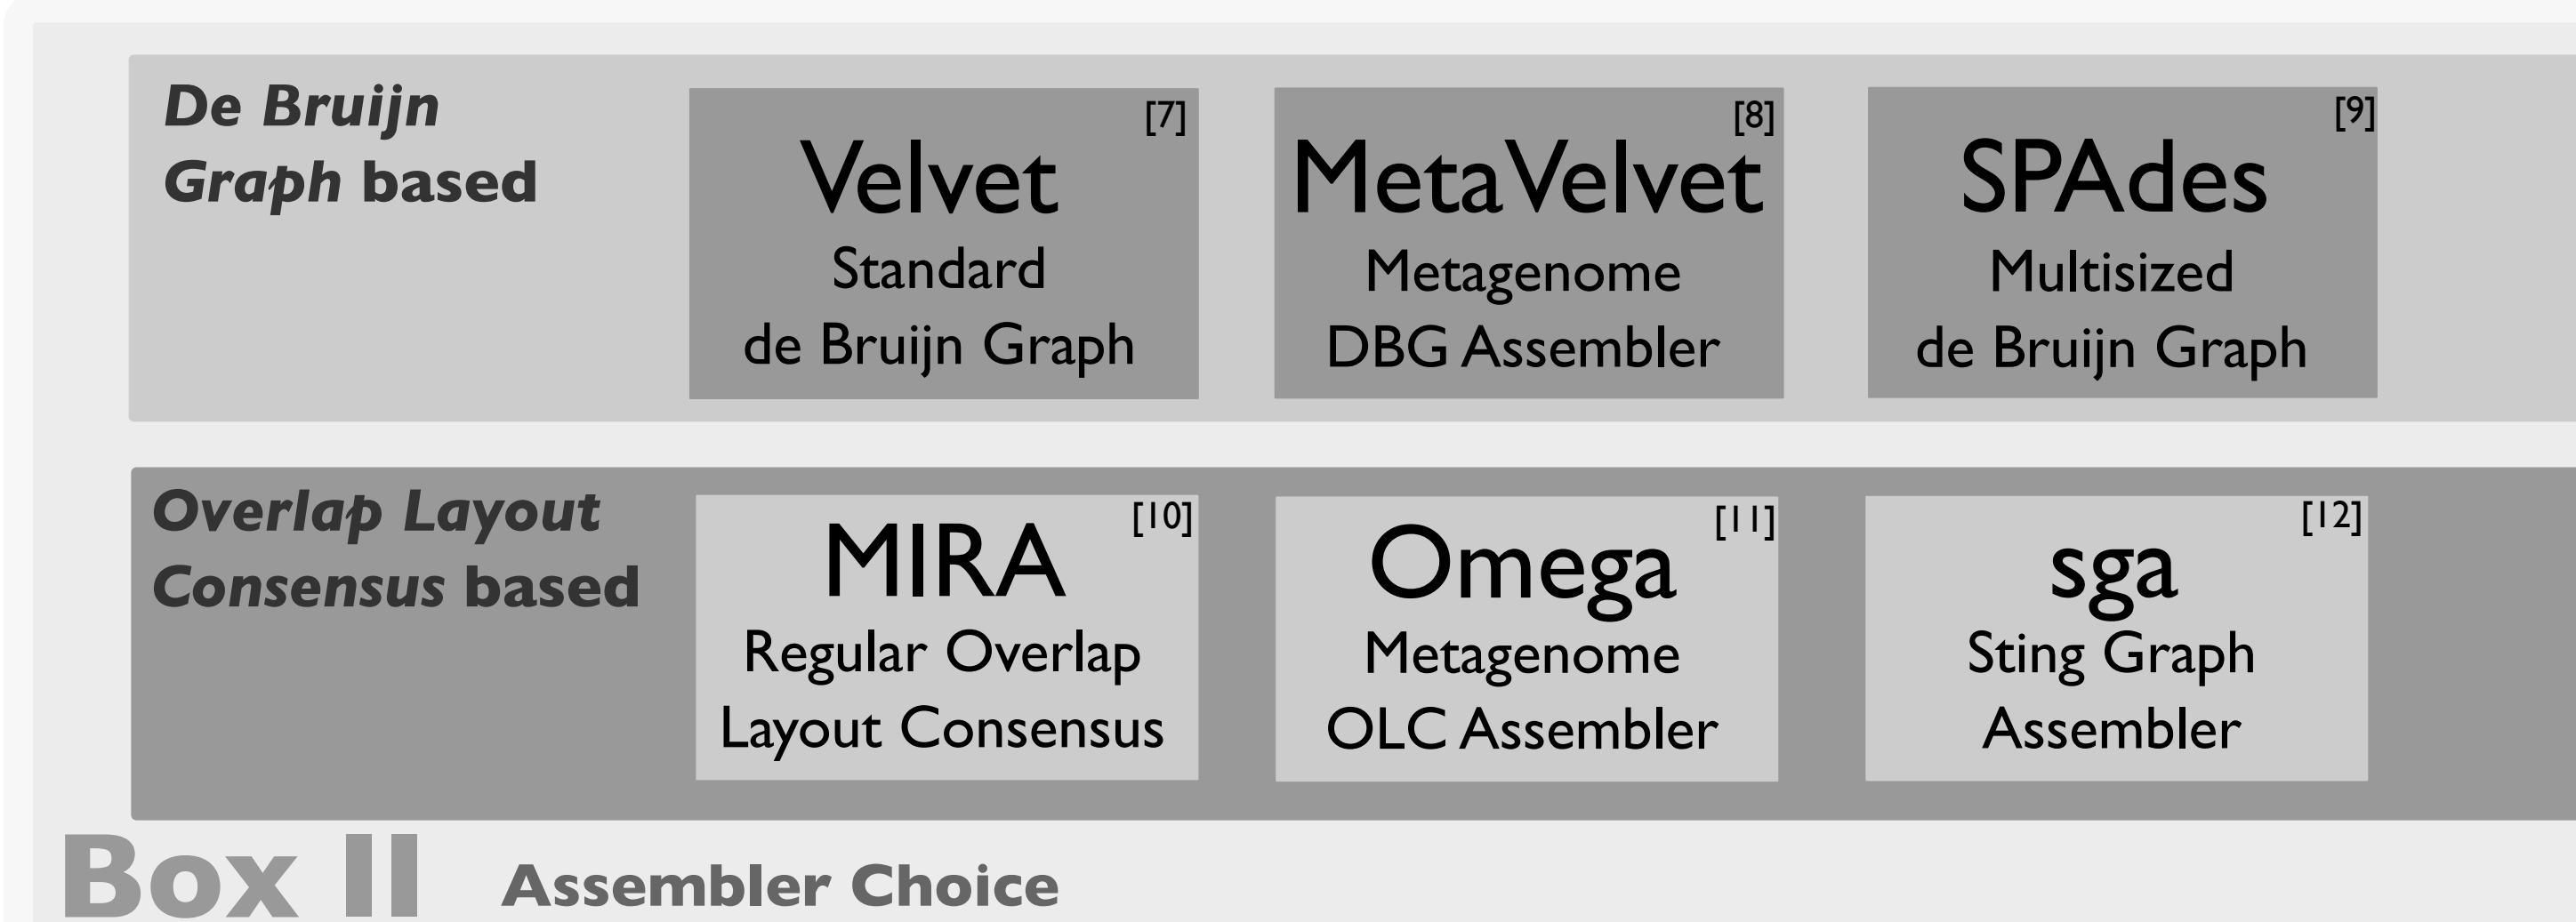 De Bruijn
Graph based
[7]
Velvet
Standard
de Bruijn Graph
[8]
MetaVelvet
Metagenome
DBG Assembler
[9]
SPAdes
Multisized
de Bruijn Graph
Overlap Layout
Consensus based
[10]
MIRA
Regular Overlap
Layout Consensus
[11]
Omega
Metagenome
OLC Assembler
[12]
sga
Sting Graph
Assembler
Box II Assembler Choice